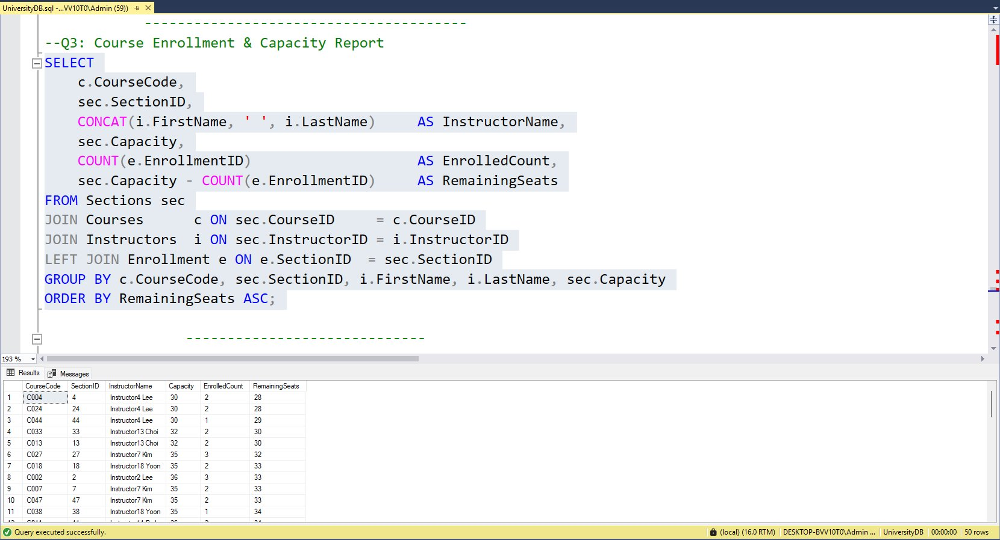 UniversityDB.sql -...VV10T0\Admin (59))
---------------------------------------
--Q3: Course Enrollment & Capacity Report
SELECT
c.CourseCode,
sec.SectionID,
CONCAT(i.FirstName, ' ', i.LastName) AS InstructorName,
sec.Capacity,
COUNT(e.EnrollmentID) AS EnrolledCount,
sec.Capacity - COUNT(e.EnrollmentID) AS RemainingSeats
FROM Sections sec
JOIN Courses c ON sec.CourseID = c.CourseID
JOIN Instructors i ON sec.InstructorID = i.InstructorID
LEFT JOIN Enrollment e ON e.SectionID = sec.SectionID
GROUP BY c.CourseCode, sec.SectionID, i.FirstName, i.LastName, sec.Capacity
ORDER BY RemainingSeats ASC;
-----------------------------
193 %
Results Messages
CourseCode SectionID InstructorName Capacity EnrolledCount RemainingSeats
1 C004 4 Instructor4 Lee 30 2 28
2 C024 24 Instructor4 Lee 30 2 28
3 C044 44 Instructor4 Lee 30 1 29
4 C033 33 Instructor13 Choi 32 2 30
5 C013 13 Instructor13 Choi 32 2 30
6 C027 27 Instructor7 Kim 35 3 32
7 C018 18 Instructor18 Yoon 35 2 33
8 C002 2 Instructor2 Lee 36 3 33
9 C007 7 Instructor7 Kim 35 2 33
10 C047 47 Instructor7 Kim 35 2 33
11 C038 38 Instructor18 Yoon 35 1 34
Query executed successfully. (local) (16.0 RTM) DESKTOP-BVV10T0\Admin ... UniversityDB 00:00:00 50 rows